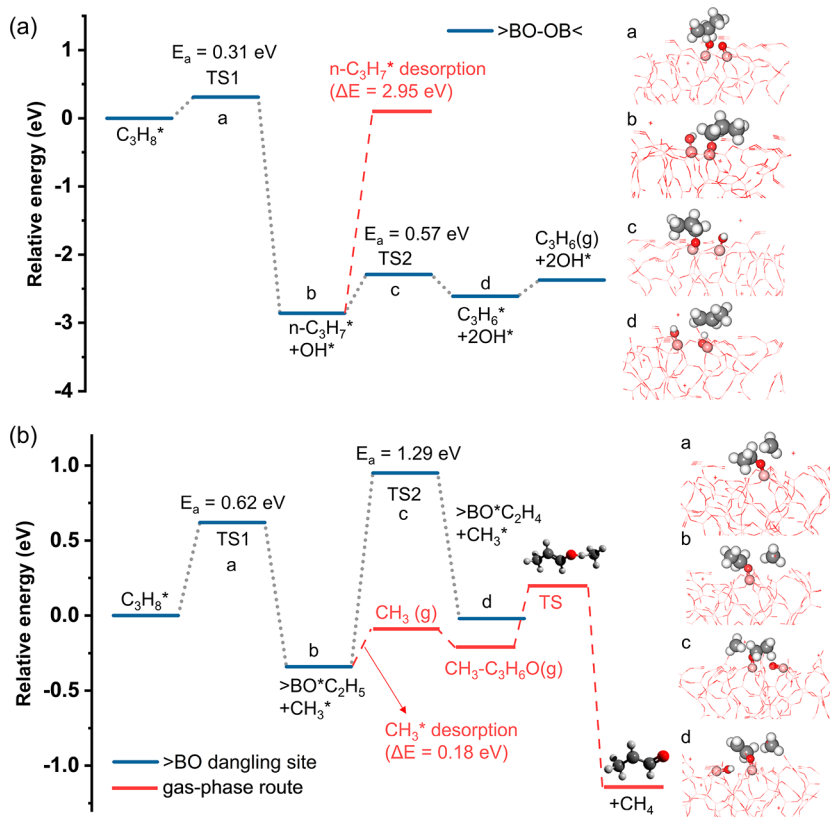 (a)
1
0
-1
-2
-3
-4
Relative energy (eV)
>BO-OB<
Eₐ = 0.31 eV
TS1
a
C₃H₈*
n-C₃H₇* desorption
(ΔE = 2.95 eV)
b
n-C₃H₇*
+OH*
Eₐ = 0.57 eV
TS2
c
d
C₃H₆*
+2OH*
C₃H₆(g)
+2OH*
a
b
c
d
(b)
1.0
0.5
0.0
-0.5
-1.0
Relative energy (eV)
Eₐ = 0.62 eV
TS1
a
C₃H₈*
b
>BO*C₂H₅
+CH₃*
Eₐ = 1.29 eV
TS2
c
>BO*C₂H₄
+CH₃*
d
CH₃ (g)
CH₃-C₃H₆O(g)
TS
CH₃* desorption
(ΔE = 0.18 eV)
+CH₄
>BO dangling site
gas-phase route
a
b
c
d